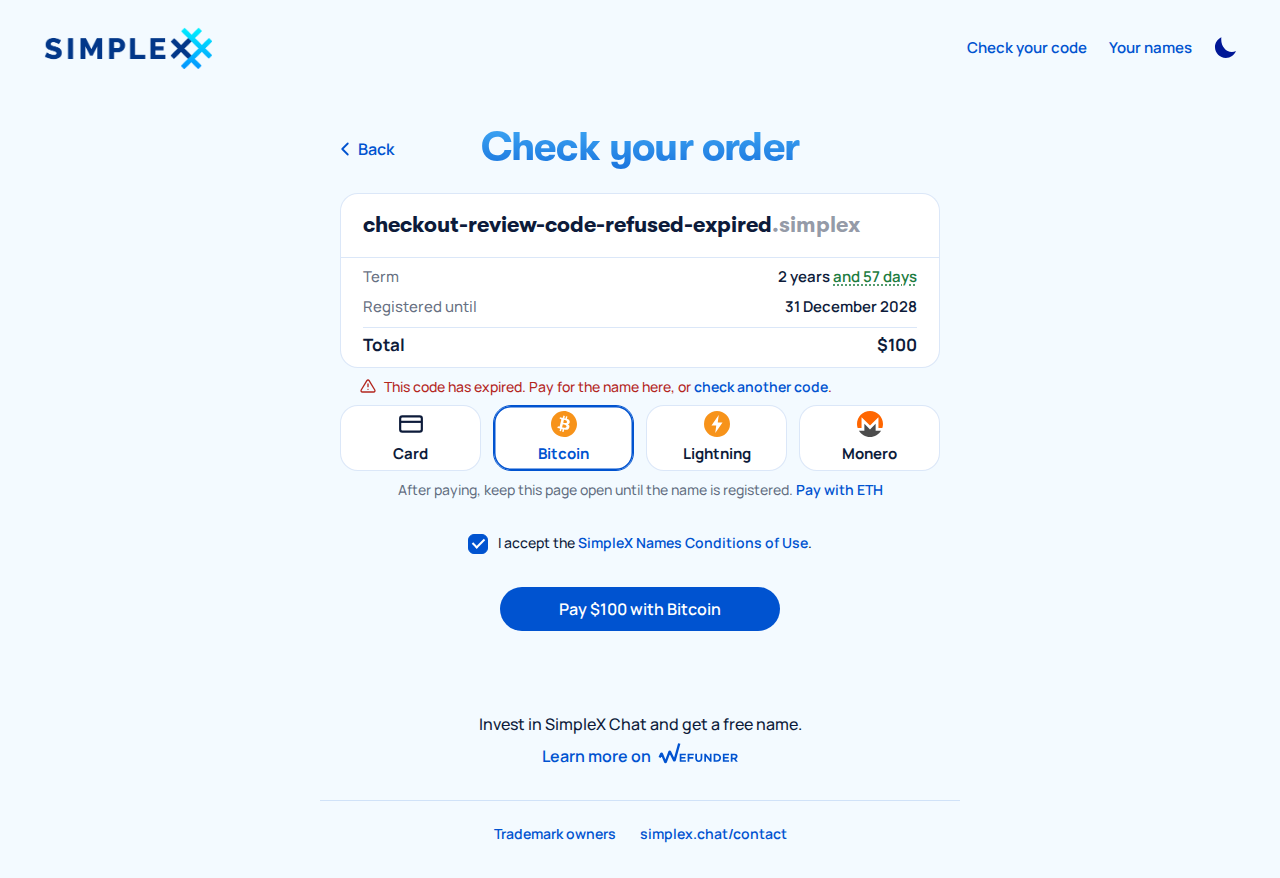 SIMPLEX
Check your code
Your names
Back
Check your order
checkout-review-code-refused-expired.simplex
Term
2 years and 57 days
Registered until
31 December 2028
Total
$100
This code has expired. Pay for the name here, or check another code.
Card
Bitcoin
Lightning
Monero
After paying, keep this page open until the name is registered. Pay with ETH
I accept the SimpleX Names Conditions of Use.
Pay $100 with Bitcoin
Invest in SimpleX Chat and get a free name.
Learn more on WEFUNDER
Trademark owners
simplex.chat/contact